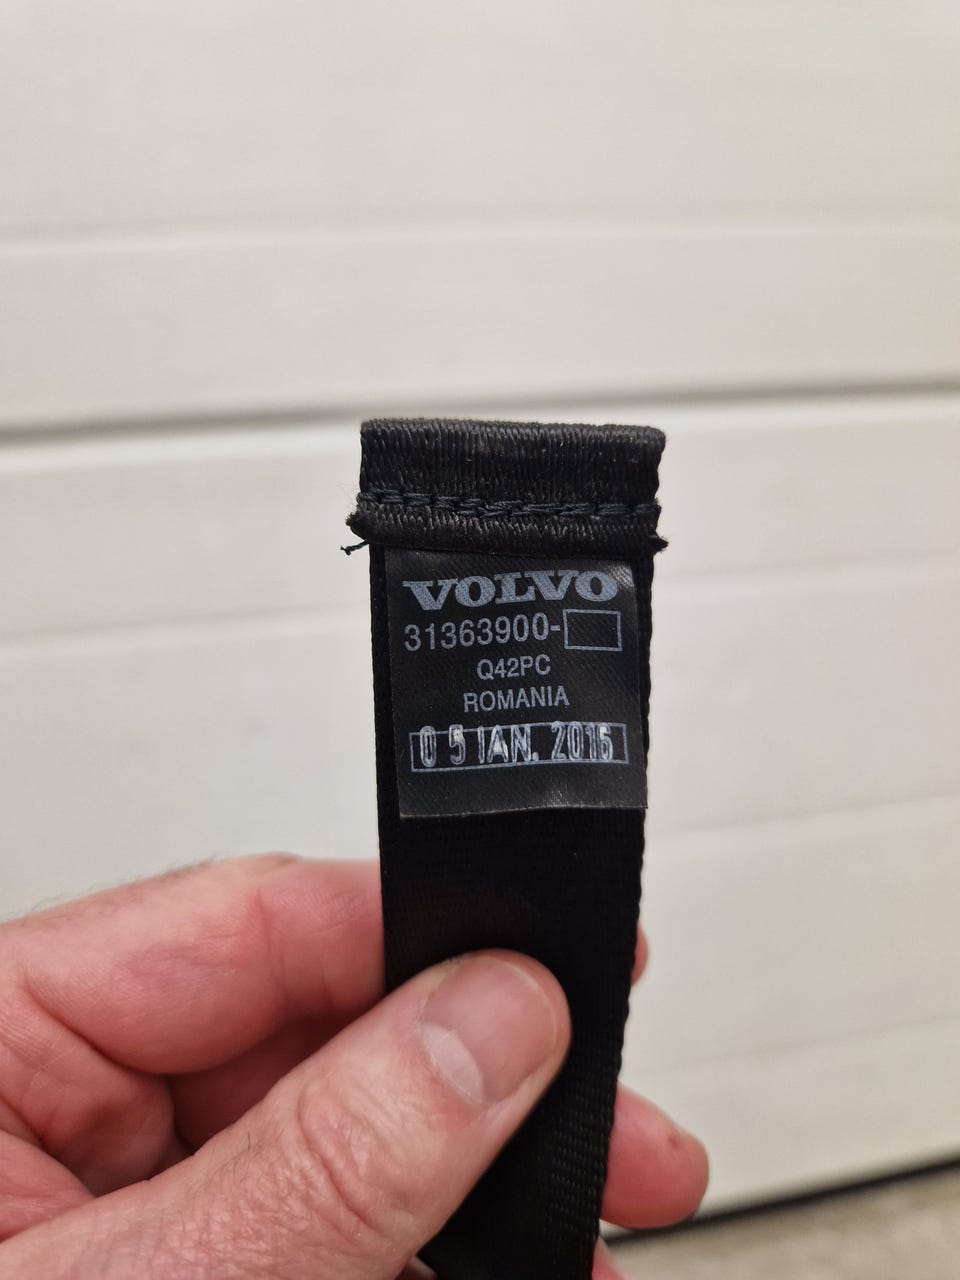 VOLVO
31363900-
Q42PC
ROMANIA
0 5 IAN. 2016